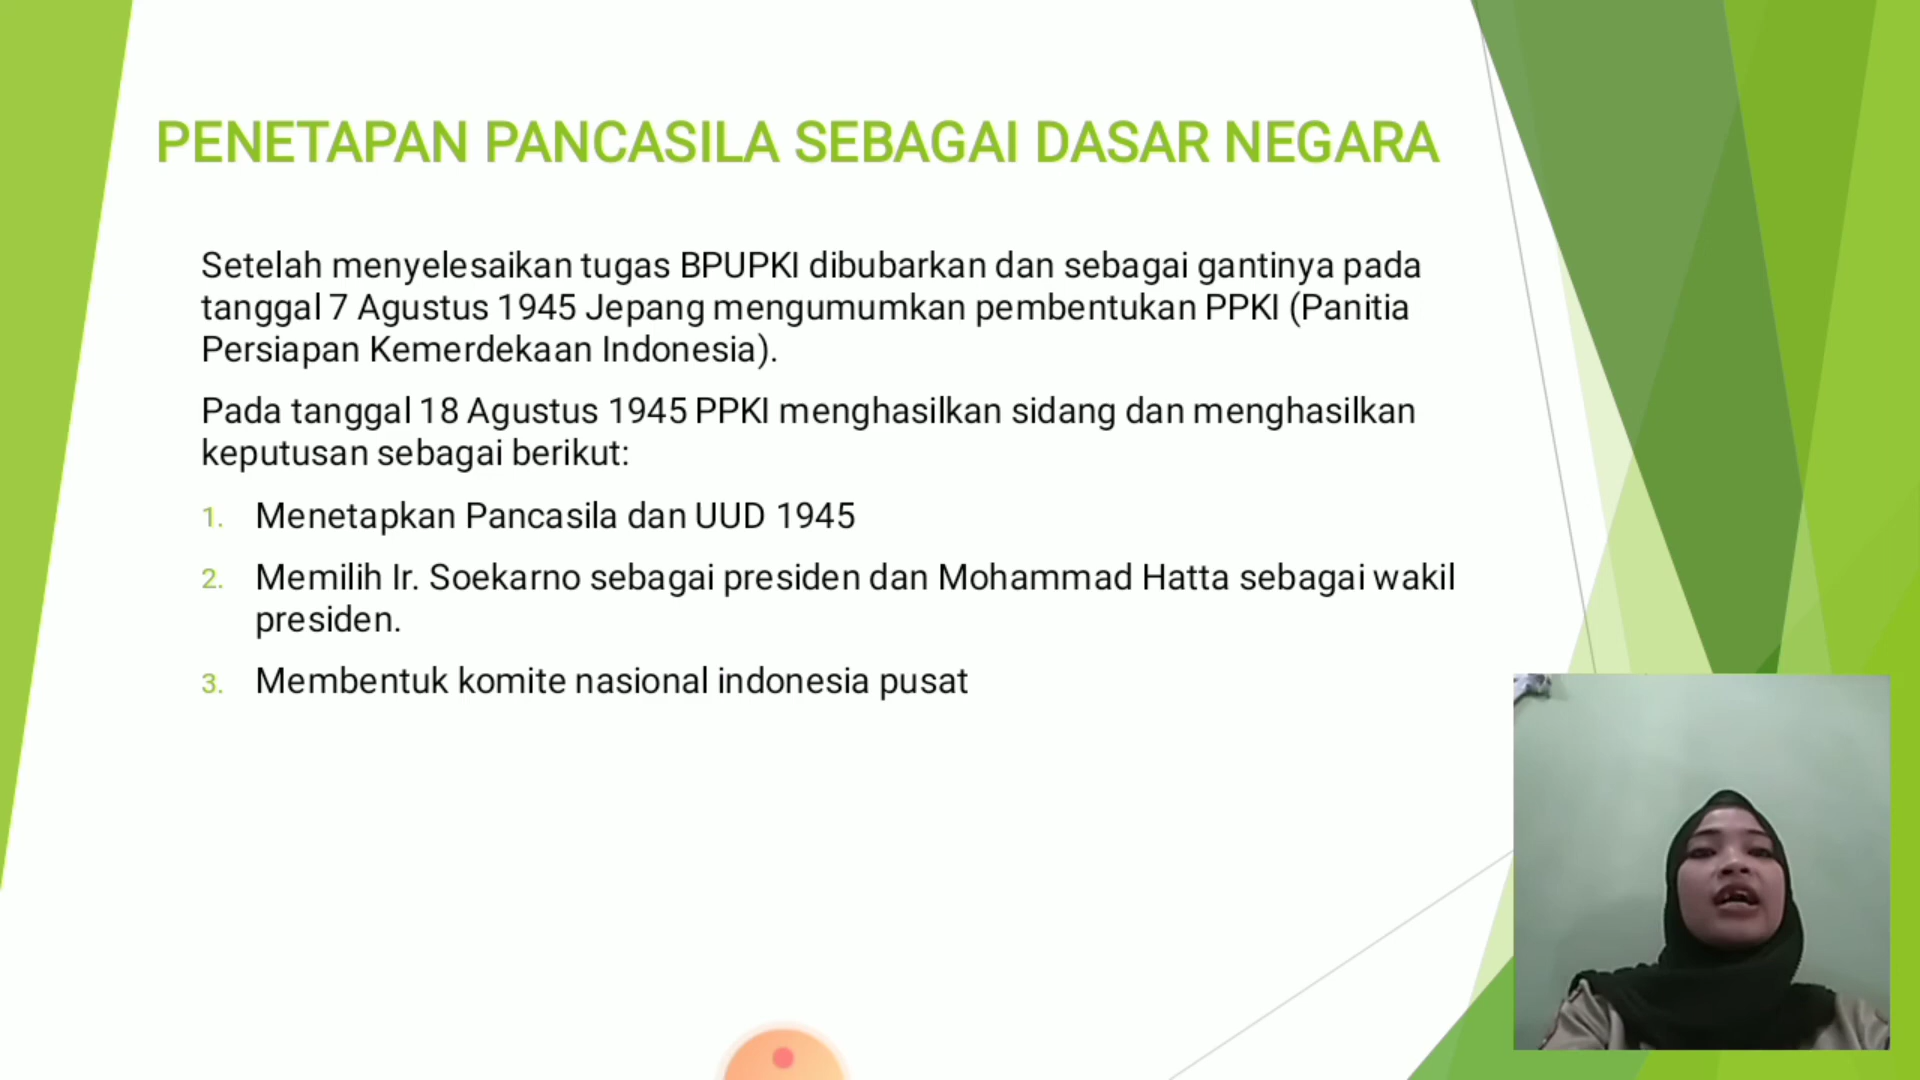 PENETAPAN PANCASILA SEBAGAI DASAR NEGARA
Setelah menyelesaikan tugas BPUPKI dibubarkan dan sebagai gantinya pada
tanggal 7 Agustus 1945 Jepang mengumumkan pembentukan PPKI (Panitia
Persiapan Kemerdekaan Indonesia).
Pada tanggal 18 Agustus 1945 PPKI menghasilkan sidang dan menghasilkan
keputusan sebagai berikut:
1. Menetapkan Pancasila dan UUD 1945
2. Memilih Ir. Soekarno sebagai presiden dan Mohammad Hatta sebagai wakil
presiden.
3. Membentuk komite nasional indonesia pusat